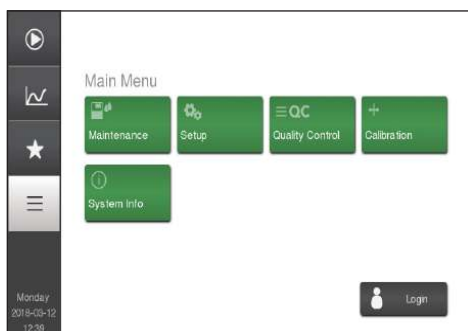 Main Menu
Maintenance
Setup
QC
Quality Control
Calibration
System Info
Login
Monday
2018-03-12
12:39